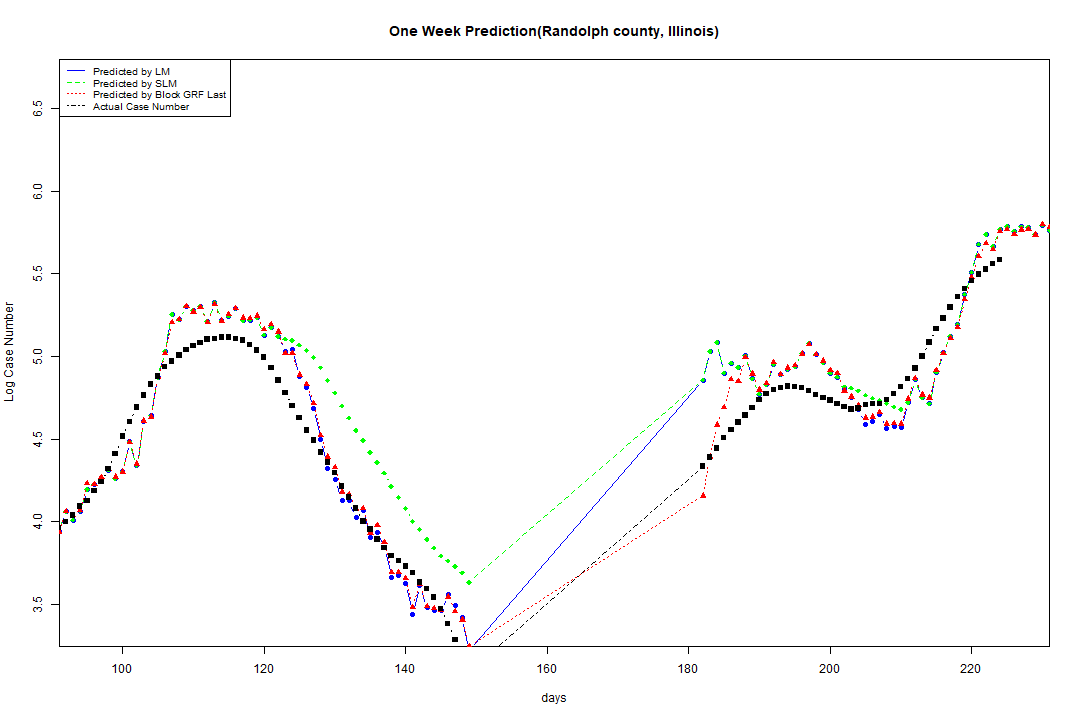 One Week Prediction(Randolph county, Illinois)
Predicted by LM
Predicted by SLM
Predicted by Block GRF Last
Actual Case Number
6.5
6.0
5.5
5.0
4.5
4.0
3.5
Log Case Number
100 120 140 160 180 200 220
days